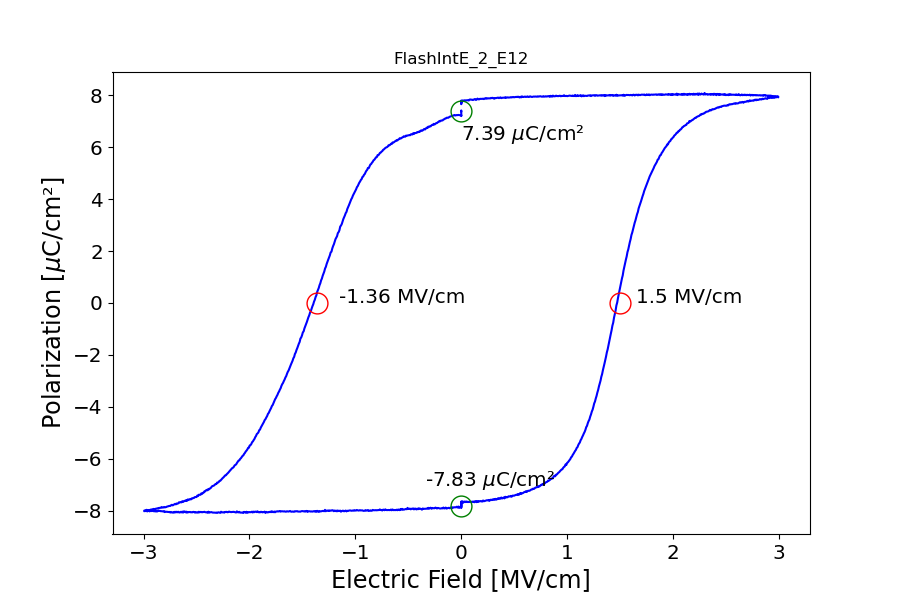 FlashIntE_2_E12
Polarization [μC/cm²]
8
6
4
2
0
−2
−4
−6
−8
7.39 μC/cm²
-1.36 MV/cm
1.5 MV/cm
-7.83 μC/cm²
−3
−2
−1
0
1
2
3
Electric Field [MV/cm]